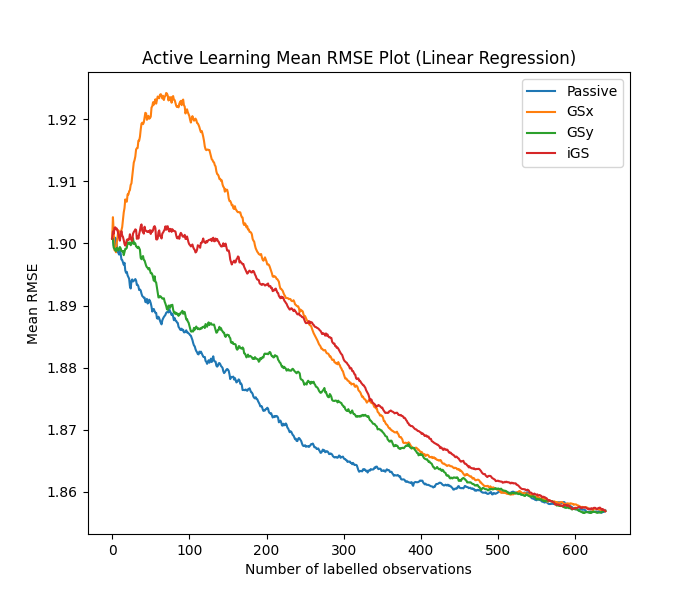 Active Learning Mean RMSE Plot (Linear Regression)
Passive
GSx
GSy
iGS
1.92
1.91
1.90
1.89
1.88
1.87
1.86
Mean RMSE
0 100 200 300 400 500 600
Number of labelled observations